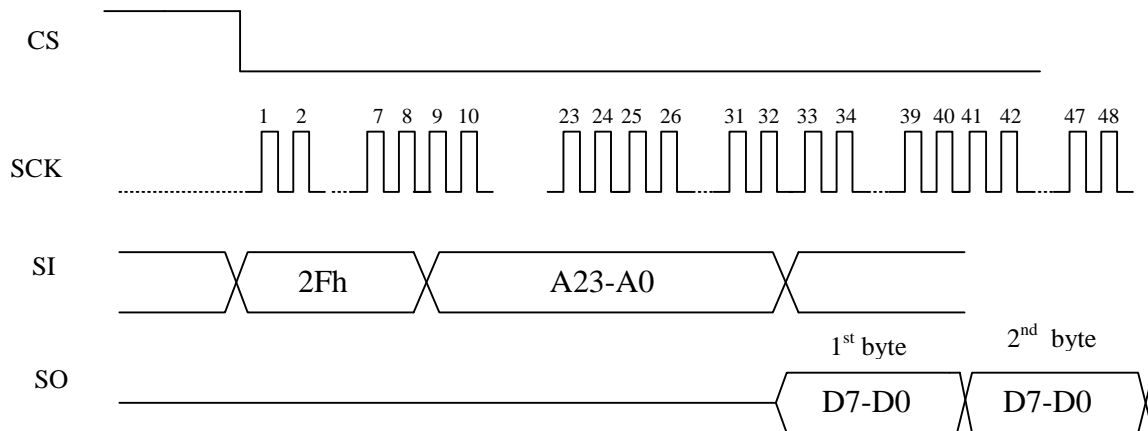 CS
1 2 7 8 9 10 23 24 25 26 31 32 33 34 39 40 41 42 47 48
SCK
SI 2Fh A23-A0
1st byte 2nd byte
SO D7-D0 D7-D0